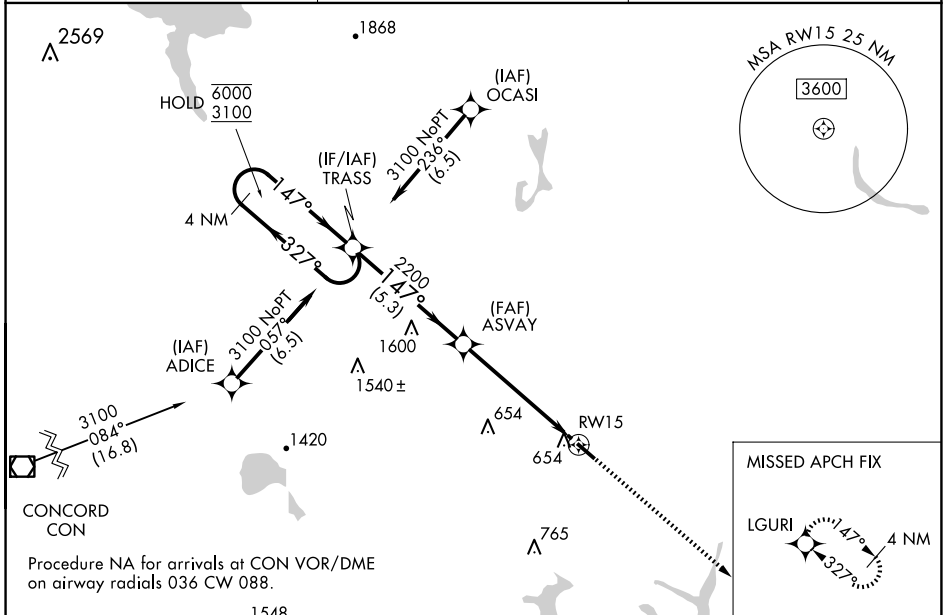 2569
1868
MSA RW15 25 NM
3600
HOLD 6000
3100
(IAF)
OCASI
3100 NoPT
236°
(6.5)
(IF/IAF)
TRASS
4 NM
147°
327°
2200
147°
(5.3)
(FAF)
ASVAY
3100 NoPT
057°
(6.5)
(IAF)
ADICE
1600
1540 ±
3100
084°
(16.8)
1420
654
RW15
654
CONCORD
CON
765
MISSED APCH FIX
LGURI
147°
4 NM
327°
Procedure NA for arrivals at CON VOR/DME
on airway radials 036 CW 088.
1548